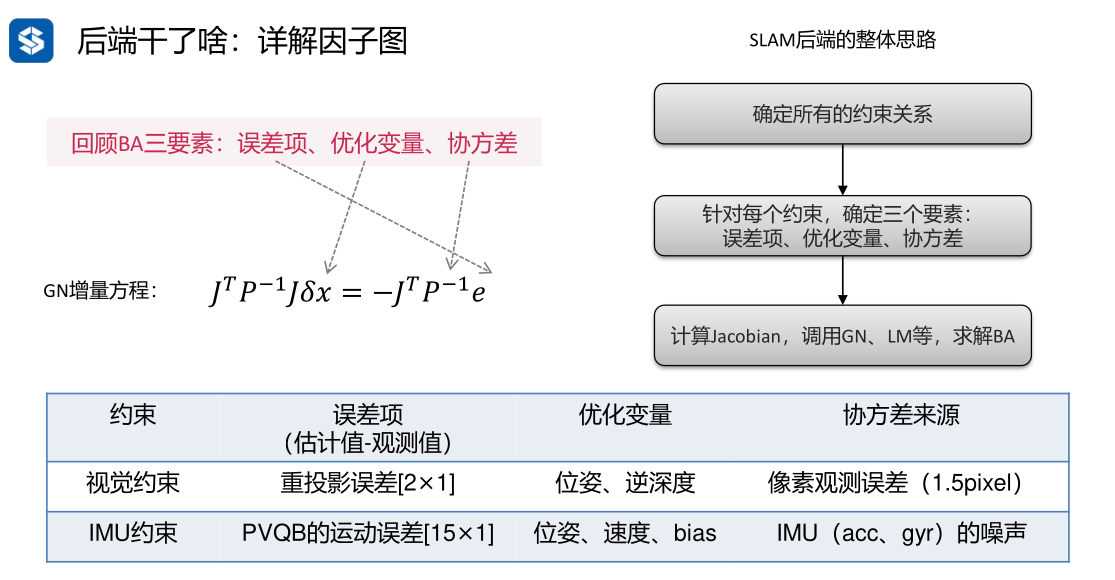 后端干了啥：详解因子图
SLAM后端的整体思路
回顾BA三要素：误差项、优化变量、协方差
GN增量方程：
JᵀP⁻¹Jδx = −JᵀP⁻¹e
确定所有的约束关系
针对每个约束，确定三个要素：
误差项、优化变量、协方差
计算Jacobian，调用GN、LM等，求解BA
约束 误差项 优化变量 协方差来源
（估计值-观测值）
视觉约束 重投影误差[2×1] 位姿、逆深度 像素观测误差（1.5pixel）
IMU约束 PVQB的运动误差[15×1] 位姿、速度、bias IMU（acc、gyr）的噪声